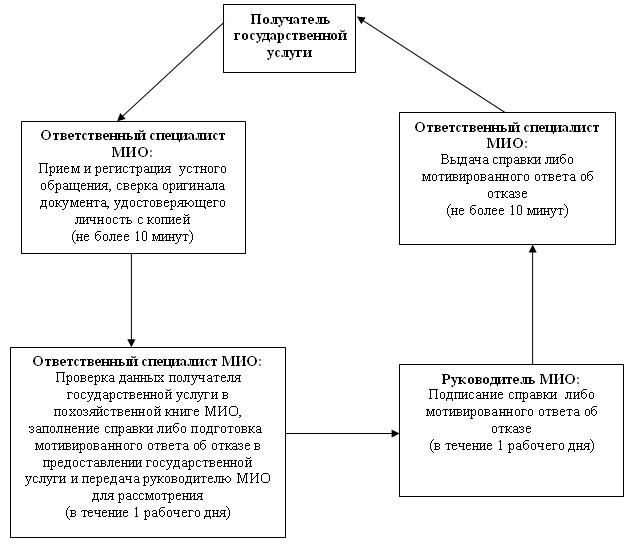 Получатель
государственной
услуги
Ответственный специалист
МИО:
Прием и регистрация устного
обращения, сверка оригинала
документа, удостоверяющего
личность с копией
(не более 10 минут)
Ответственный специалист МИО:
Проверка данных получателя
государственной услуги в
похозяйственной книге МИО,
заполнение справки либо подготовка
мотивированного ответа об отказе в
предоставлении государственной
услуги и передача руководителю МИО
для рассмотрения
(в течение 1 рабочего дня)
Руководитель МИО:
Подписание справки либо
мотивированного ответа об
отказе
(в течение 1 рабочего дня)
Ответственный специалист
МИО:
Выдача справки либо
мотивированного ответа об
отказе
(не более 10 минут)